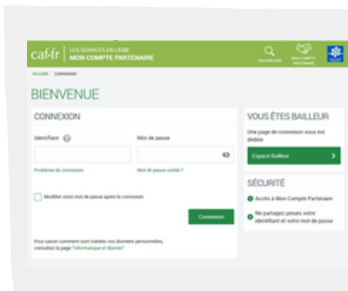 caf.fr
LES SERVICES EN LIGNE
MON COMPTE PARTENAIRE
RECHERCHER
MON COMPTE
PARTENAIRE
Accueil / Connexion
BIENVENUE
CONNEXION
Identifiant
Mot de passe
Problème de connexion
Mot de passe oublié ?
Modifier votre mot de passe après la connexion
Connexion
Pour savoir comment sont traitées vos données personnelles,
consultez la page "Informatique et libertés"
VOUS ÊTES BAILLEUR
Une page de connexion vous est
dédiée
Espace Bailleur
SÉCURITÉ
Accès à Mon Compte Partenaire
Ne partagez jamais votre
identifiant et votre mot de passe